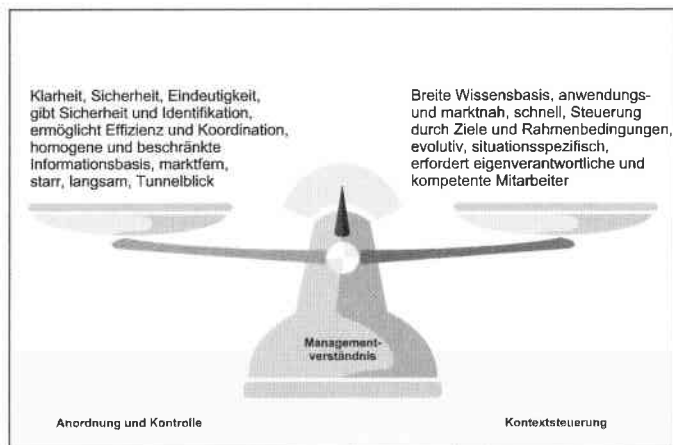 Klarheit, Sicherheit, Eindeutigkeit,
gibt Sicherheit und Identifikation,
ermöglicht Effizienz und Koordination,
homogene und beschränkte
Informationsbasis, marktfern,
starr, langsam, Tunnelblick
Breite Wissensbasis, anwendungs-
und marktnah, schnell, Steuerung
durch Ziele und Rahmenbedingungen,
evolutiv, situationsspezifisch,
erfordert eigenverantwortliche und
kompetente Mitarbeiter
Management-
verständnis
Anordnung und Kontrolle
Kontextsteuerung